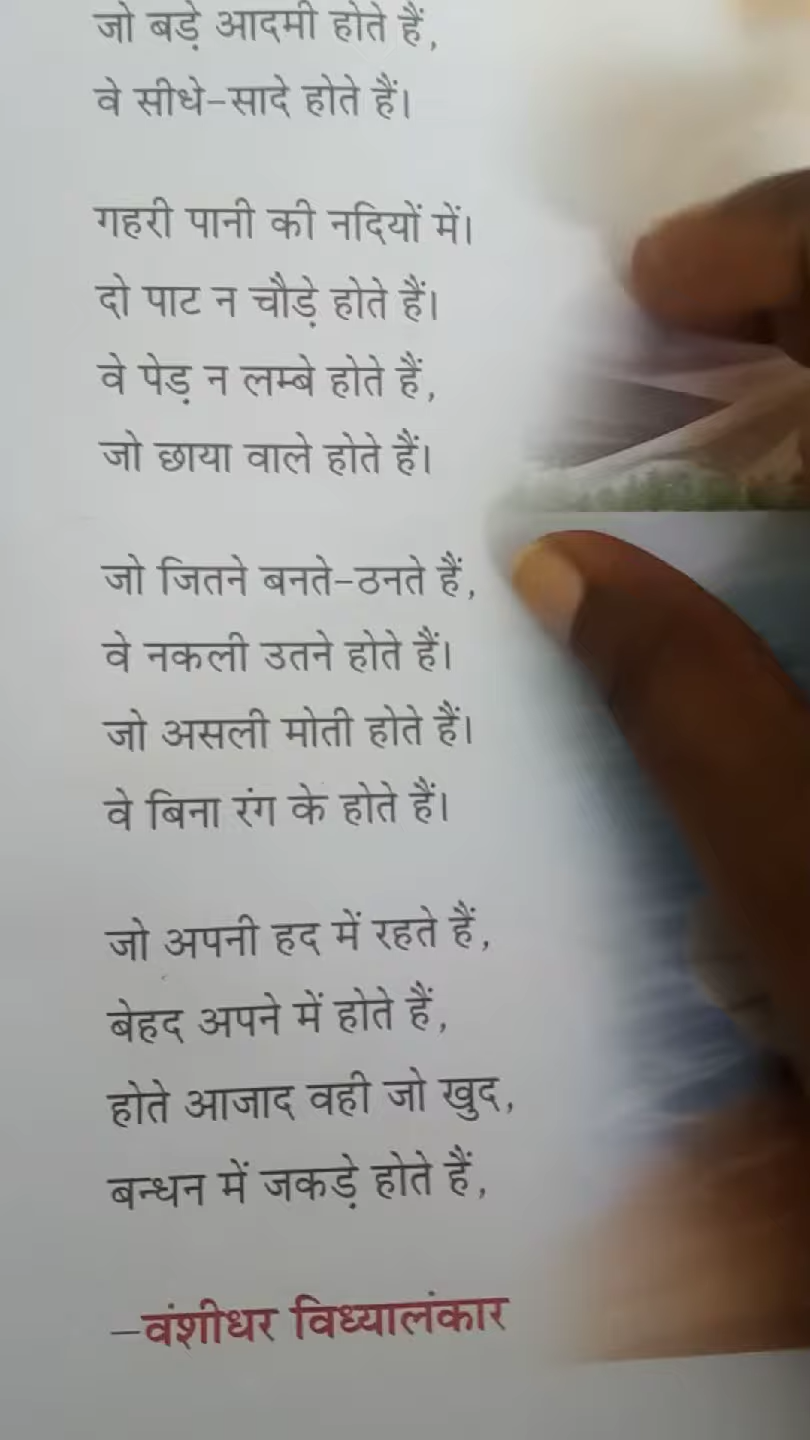 जो बड़े आदमी होते हैं,
वे सीधे-सादे होते हैं।
गहरी पानी की नदियों में।
दो पाट न चौड़े होते हैं।
वे पेड़ न लम्बे होते हैं,
जो छाया वाले होते हैं।
जो जितने बनते-ठनते हैं,
वे नकली उतने होते हैं।
जो असली मोती होते हैं।
वे बिना रंग के होते हैं।
जो अपनी हद में रहते हैं,
बेहद अपने में होते हैं,
होते आजाद वही जो खुद,
बन्धन में जकड़े होते हैं,
–वंशीधर विध्यालंकार